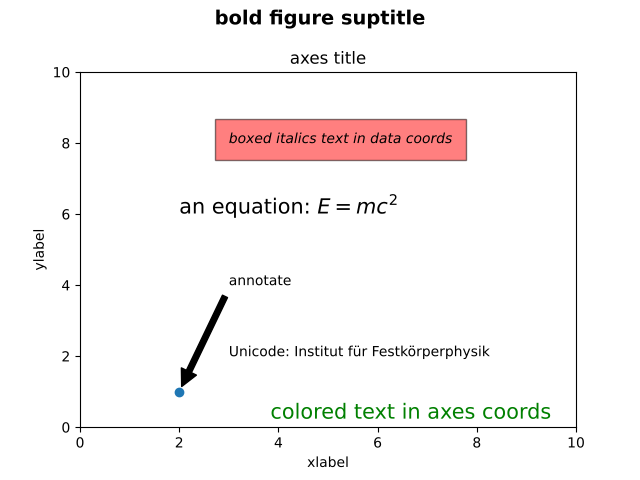 bold figure suptitle
axes title
10
boxed italics text in data coords
8
an equation: E = mc²
6
ylabel
annotate
4
Unicode: Institut für Festkörperphysik
2
colored text in axes coords
0
0 2 4 6 8 10
xlabel